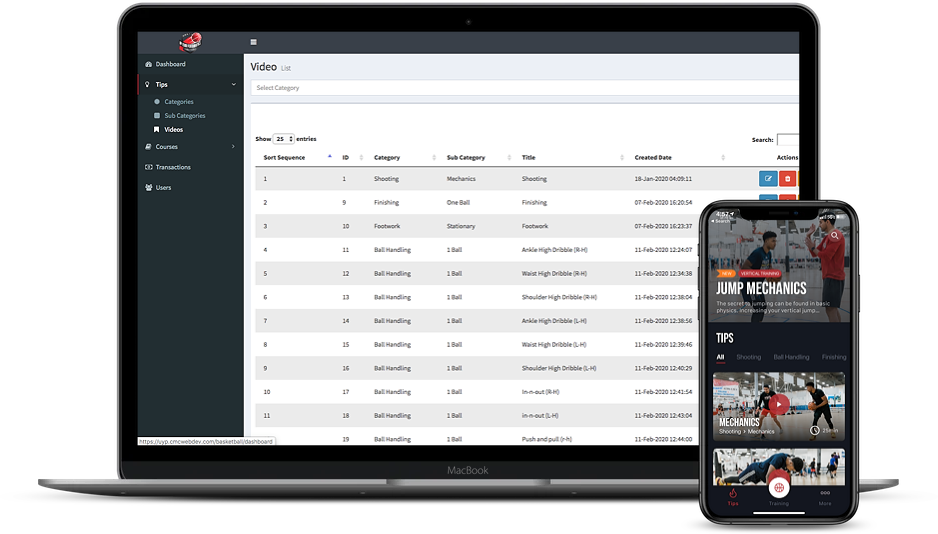 Dashboard
Tips
Categories
Sub Categories
Videos
Courses
Transactions
Users
https://uyp.cmcwebdev.com/basketball/dashboard
Video List
Select Category
Show 25 entries
Search:
Sort Sequence ID Category Sub Category Title Created Date Actions
1 1 Shooting Mechanics Shooting 18-Jan-2020 04:09:11
2 9 Finishing One Ball Finishing 07-Feb-2020 16:20:54
3 10 Footwork Stationary Footwork 07-Feb-2020 16:23:37
4 11 Ball Handling 1 Ball Ankle High Dribble (R-H) 11-Feb-2020 12:24:07
5 12 Ball Handling 1 Ball Waist High Dribble (R-H) 11-Feb-2020 12:34:38
6 13 Ball Handling 1 Ball Shoulder High Dribble (R-H) 11-Feb-2020 12:38:04
7 14 Ball Handling 1 Ball Ankle High Dribble (L-H) 11-Feb-2020 12:38:56
8 15 Ball Handling 1 Ball Waist High Dribble (L-H) 11-Feb-2020 12:39:46
9 16 Ball Handling 1 Ball Shoulder High Dribble (L-H) 11-Feb-2020 12:40:29
10 17 Ball Handling 1 Ball In-n-out (R-H) 11-Feb-2020 12:41:54
11 18 Ball Handling 1 Ball in-n-out (L-H) 11-Feb-2020 12:43:04
19 Ball Handling 1 Ball Push and pull (r-h) 11-Feb-2020 12:44:00
MacBook
4:57
Search
5G
NEW VERTICAL TRAINING
JUMP MECHANICS
The secret to jumping can be found in basic
physics. increasing your vertical jump...
TIPS
All Shooting Ball Handling Finishing
MECHANICS
Shooting > Mechanics
25min
Tips Training More